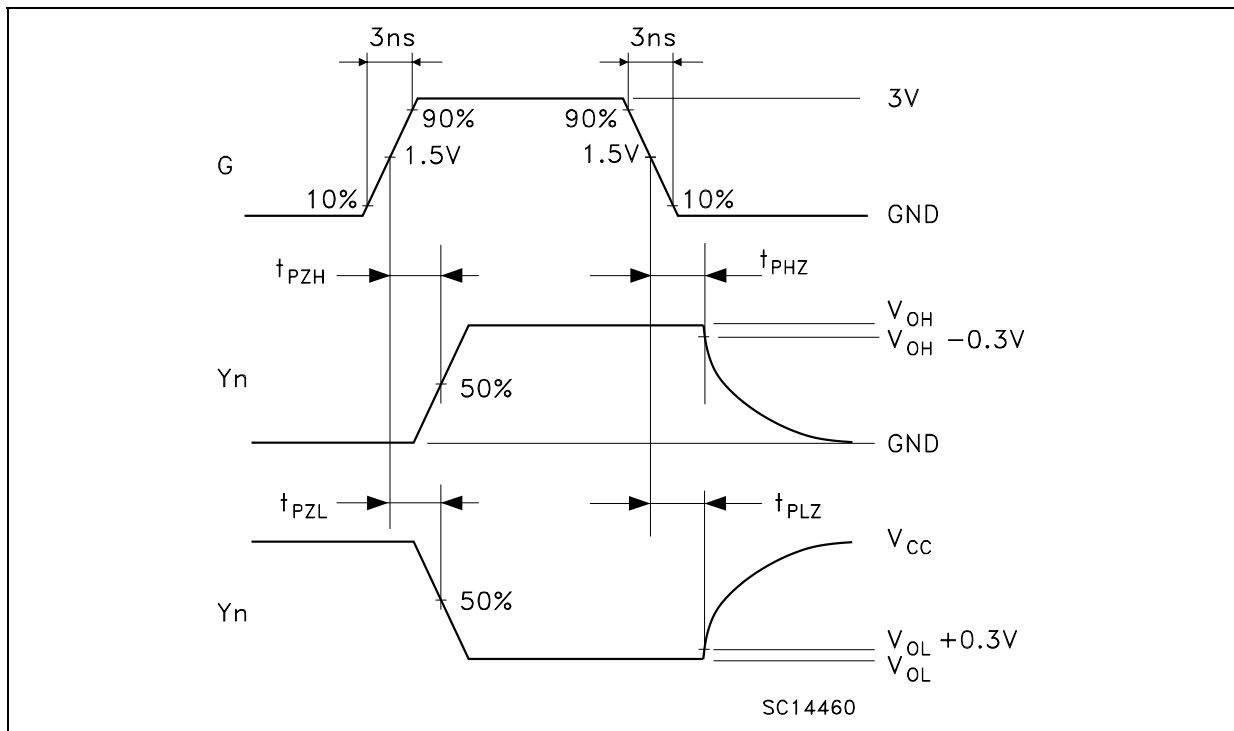 3ns 3ns
3V
90% 90%
G 1.5V 1.5V
10% 10%
GND
tPZH tPHZ
VOH
VOH −0.3V
Yn 50%
GND
tPZL tPLZ
VCC
Yn 50%
VOL +0.3V
VOL
SC14460